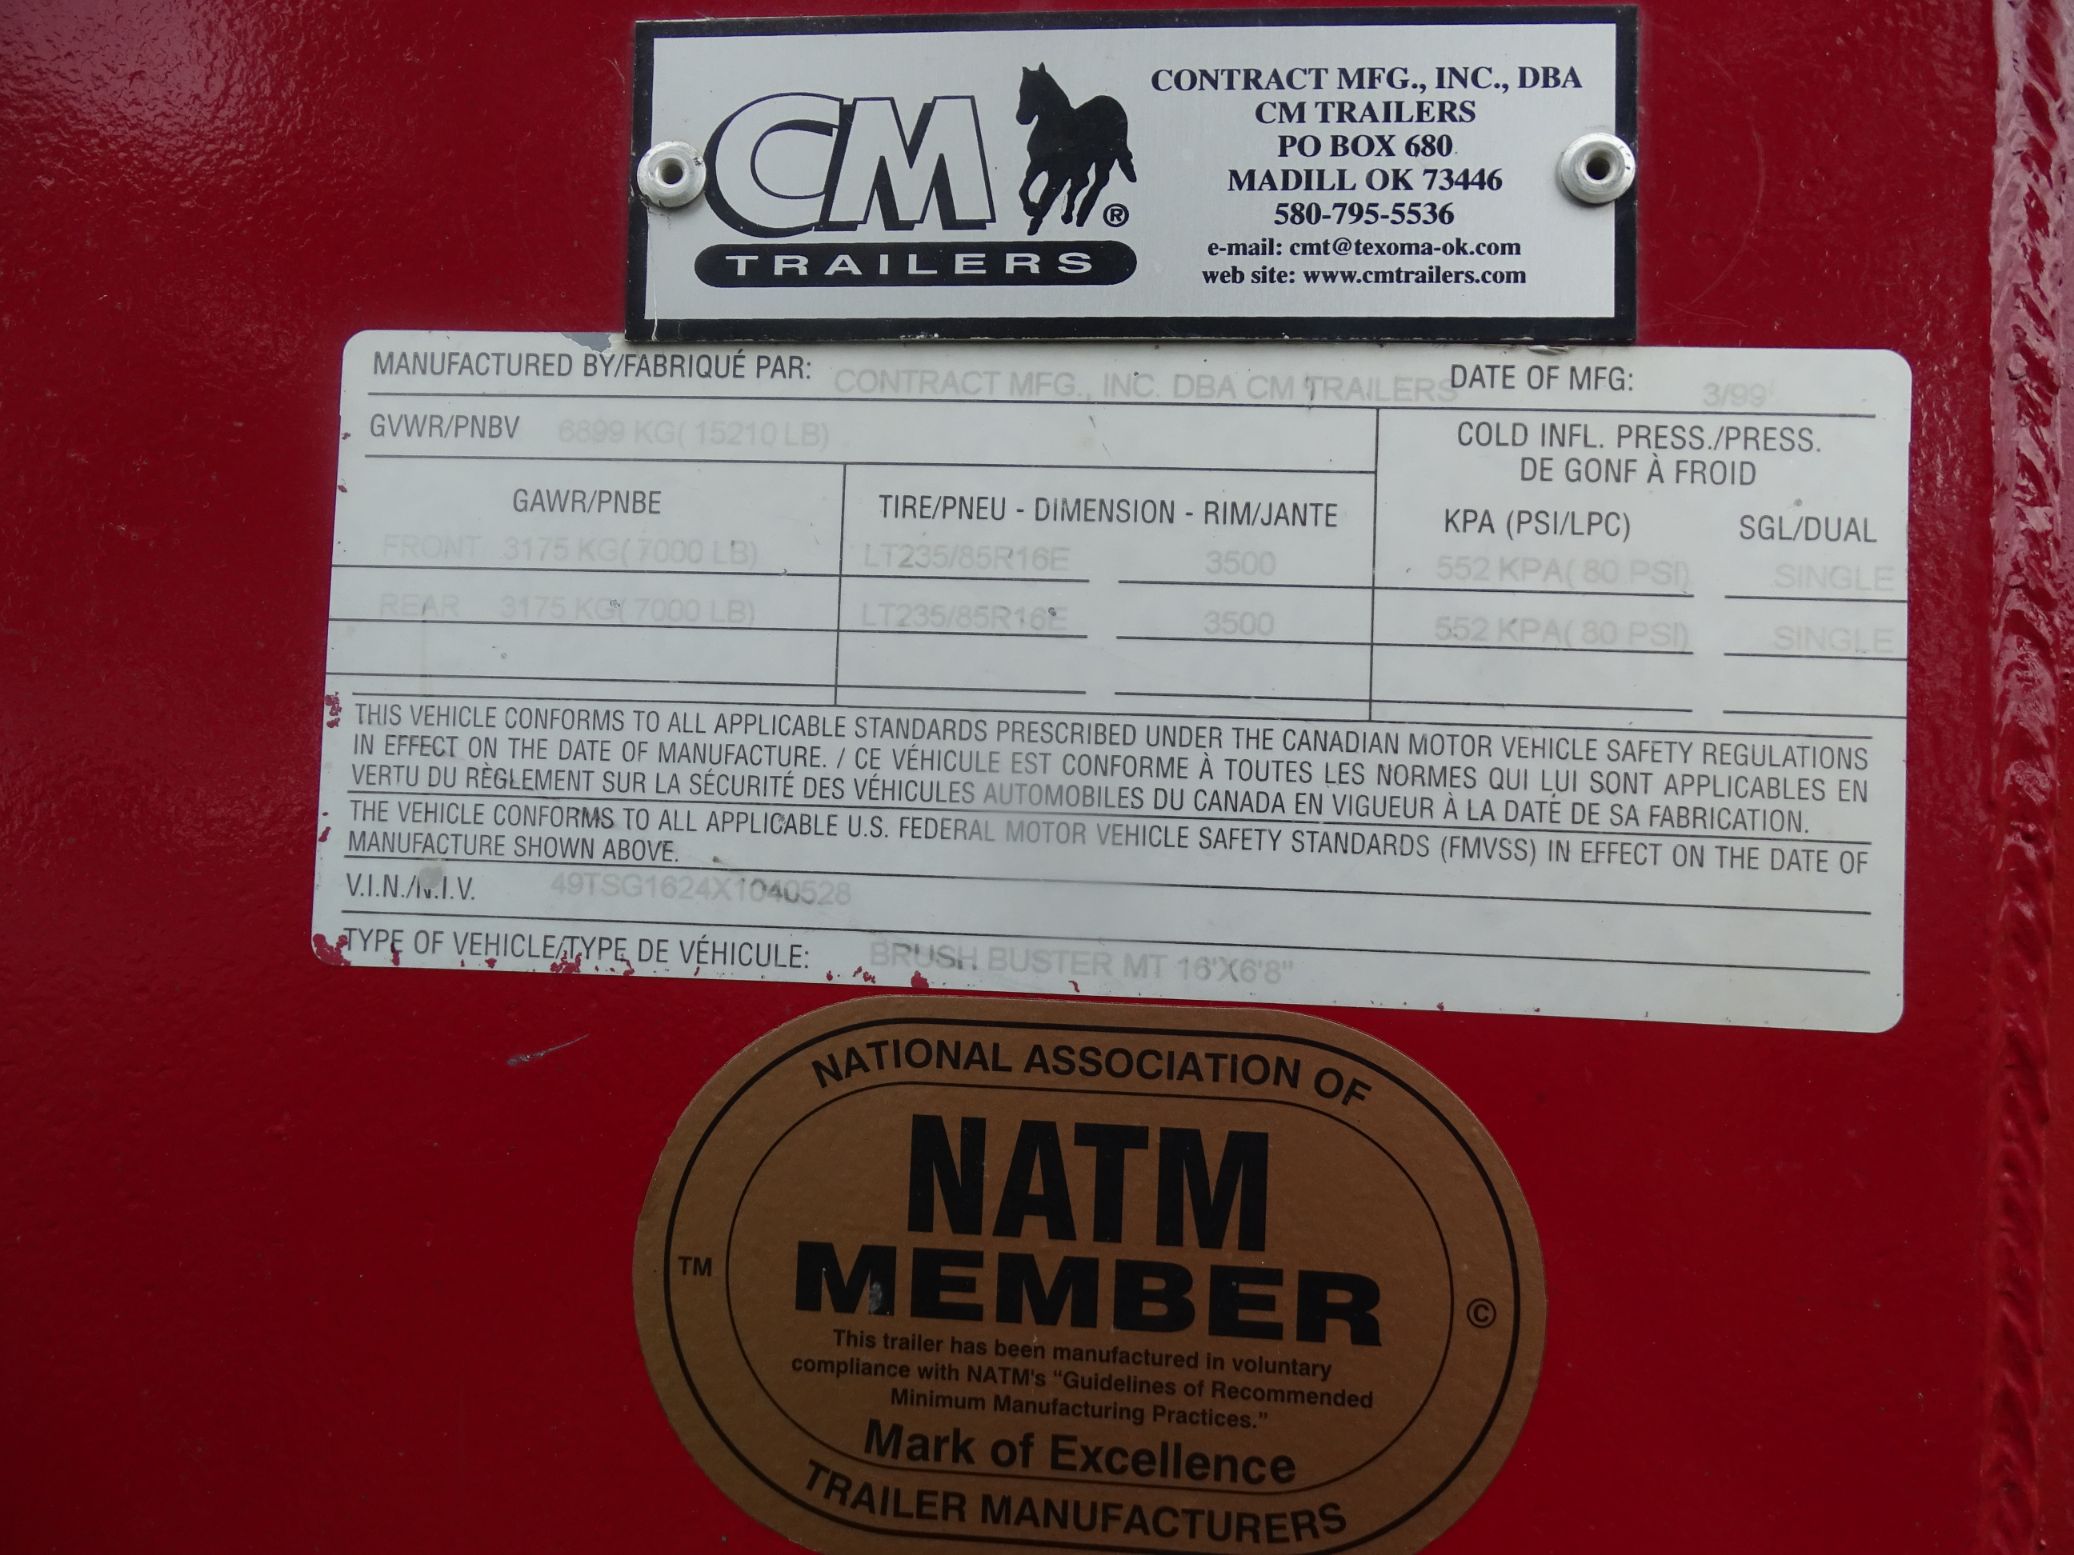 CM®
TRAILERS
CONTRACT MFG., INC., DBA
CM TRAILERS
PO BOX 680
MADILL OK 73446
580-795-5536
e-mail: cmt@texoma-ok.com
web site: www.cmtrailers.com
MANUFACTURED BY/FABRIQUÉ PAR: CONTRACT MFG., INC. DBA CM TRAILERS DATE OF MFG: 3/99
GVWR/PNBV 6899 KG( 15210 LB)
COLD INFL. PRESS./PRESS.
DE GONF À FROID
GAWR/PNBE TIRE/PNEU - DIMENSION - RIM/JANTE KPA (PSI/LPC) SGL/DUAL
FRONT 3175 KG( 7000 LB) LT235/85R16E 3500 552 KPA( 80 PSI) SINGLE
REAR 3175 KG( 7000 LB) LT235/85R16E 3500 552 KPA( 80 PSI) SINGLE
THIS VEHICLE CONFORMS TO ALL APPLICABLE STANDARDS PRESCRIBED UNDER THE CANADIAN MOTOR VEHICLE SAFETY REGULATIONS
IN EFFECT ON THE DATE OF MANUFACTURE. / CE VÉHICULE EST CONFORME À TOUTES LES NORMES QUI LUI SONT APPLICABLES EN
VERTU DU RÈGLEMENT SUR LA SÉCURITÉ DES VÉHICULES AUTOMOBILES DU CANADA EN VIGUEUR À LA DATE DE SA FABRICATION.
THE VEHICLE CONFORMS TO ALL APPLICABLE U.S. FEDERAL MOTOR VEHICLE SAFETY STANDARDS (FMVSS) IN EFFECT ON THE DATE OF
MANUFACTURE SHOWN ABOVE.
V.I.N./N.I.V. 49TSG1624X1040528
TYPE OF VEHICLE/TYPE DE VÉHICULE: BRUSH BUSTER MT 16'X6'8"
NATIONAL ASSOCIATION OF
NATM
MEMBER
TM ©
This trailer has been manufactured in voluntary
compliance with NATM's "Guidelines of Recommended
Minimum Manufacturing Practices."
Mark of Excellence
TRAILER MANUFACTURERS